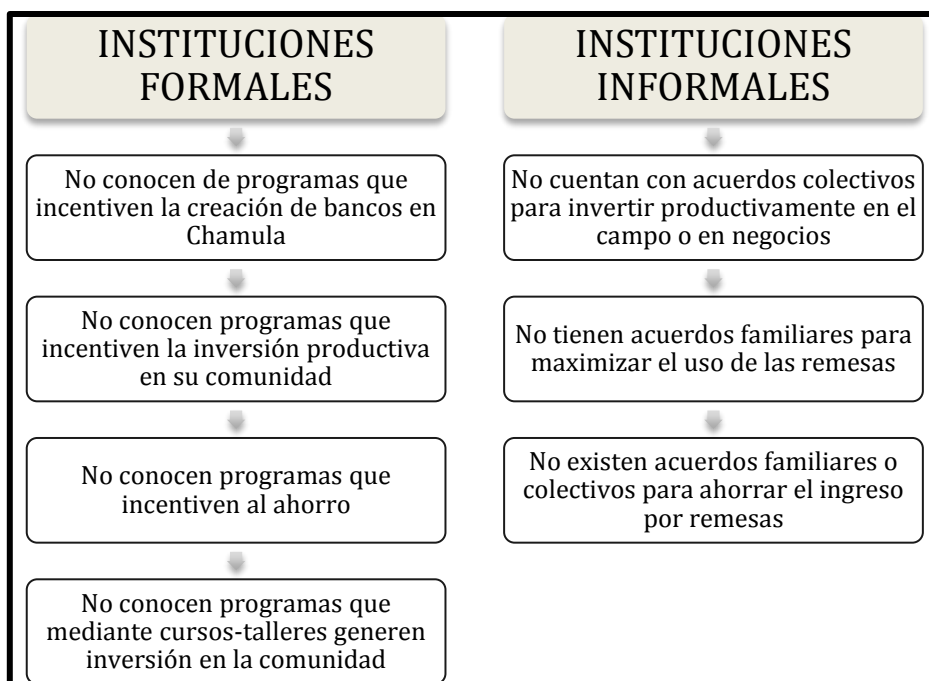 INSTITUCIONES
FORMALES
No conocen de programas que
incentiven la creación de bancos en
Chamula
No conocen programas que
incentiven la inversión productiva
en su comunidad
No conocen programas que
incentiven al ahorro
No conocen programas que
mediante cursos-talleres generen
inversión en la comunidad
INSTITUCIONES
INFORMALES
No cuentan con acuerdos colectivos
para invertir productivamente en el
campo o en negocios
No tienen acuerdos familiares para
maximizar el uso de las remesas
No existen acuerdos familiares o
colectivos para ahorrar el ingreso
por remesas